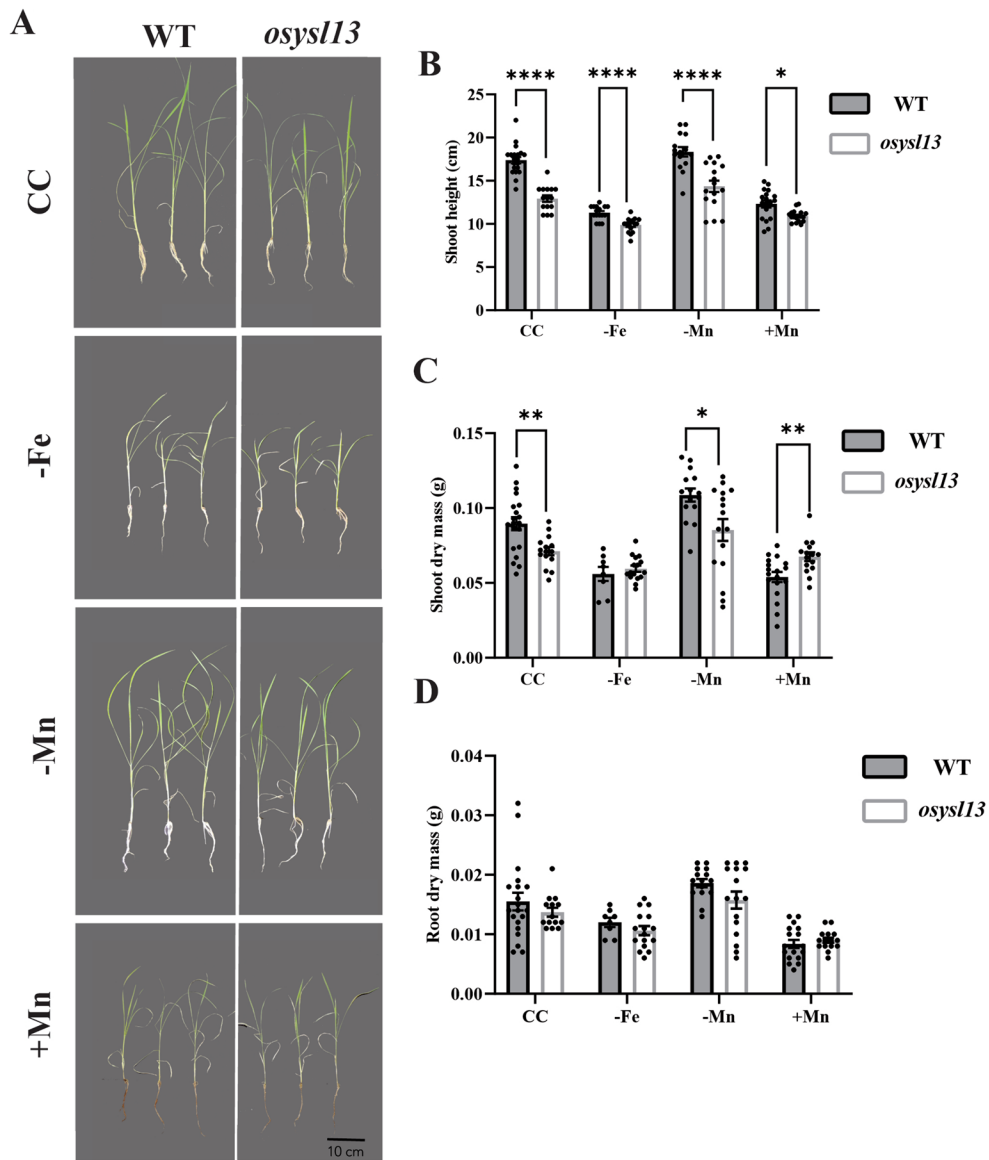 A
WT
osysl13
CC
-Fe
-Mn
+Mn
10 cm
B
**** **** **** *
Shoot height (cm)
25
20
15
10
5
0
CC -Fe -Mn +Mn
WT
osysl13
C
** * **
Shoot dry mass (g)
0.15
0.10
0.05
0.00
CC -Fe -Mn +Mn
WT
osysl13
D
Root dry mass (g)
0.04
0.03
0.02
0.01
0.00
CC -Fe -Mn +Mn
WT
osysl13